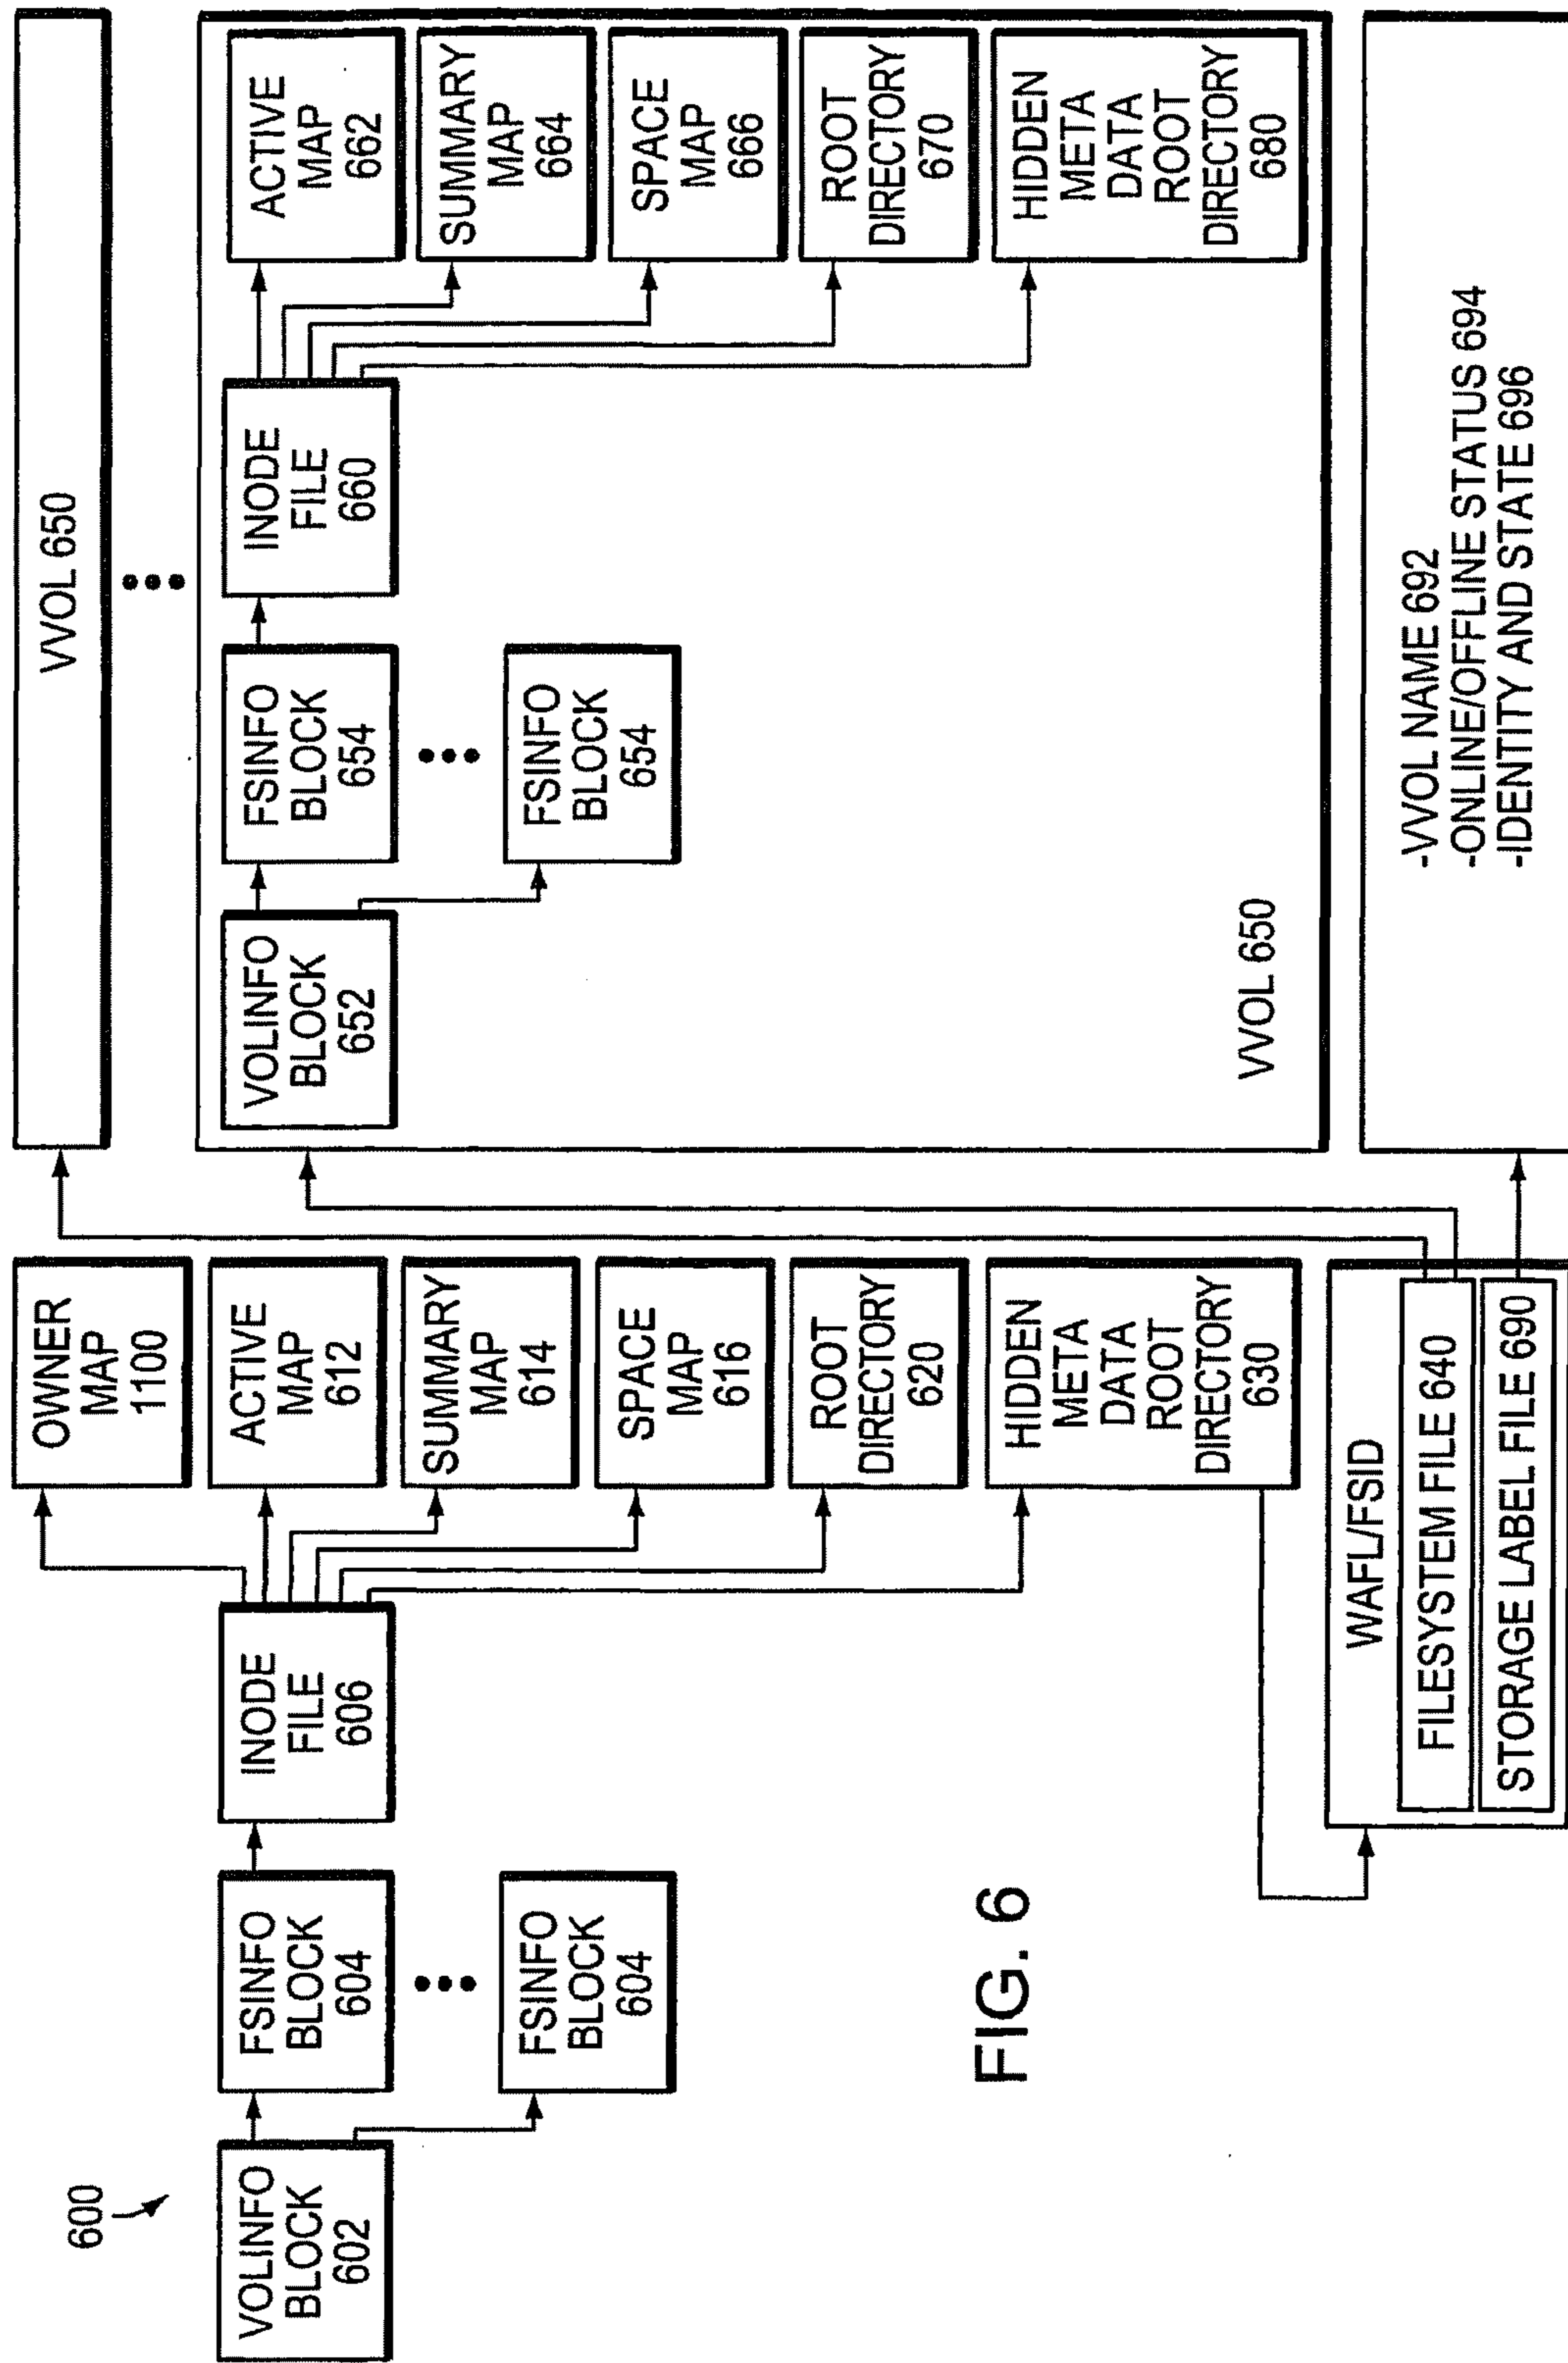 600
VOLINFO
BLOCK
602
FSINFO
BLOCK
604
FSINFO
BLOCK
604
INODE
FILE
606
OWNER
MAP
1100
ACTIVE
MAP
612
SUMMARY
MAP
614
SPACE
MAP
616
ROOT
DIRECTORY
620
HIDDEN
META
DATA
ROOT
DIRECTORY
630
WAFL/FSID
FILESYSTEM FILE 640
STORAGE LABEL FILE 690
VVOL 650
VOLINFO
BLOCK
652
FSINFO
BLOCK
654
FSINFO
BLOCK
654
INODE
FILE
660
ACTIVE
MAP
662
SUMMARY
MAP
664
SPACE
MAP
666
ROOT
DIRECTORY
670
HIDDEN
META
DATA
ROOT
DIRECTORY
680
VVOL 650
-VVOL NAME 692
-ONLINE/OFFLINE STATUS 694
-IDENTITY AND STATE 696
FIG. 6